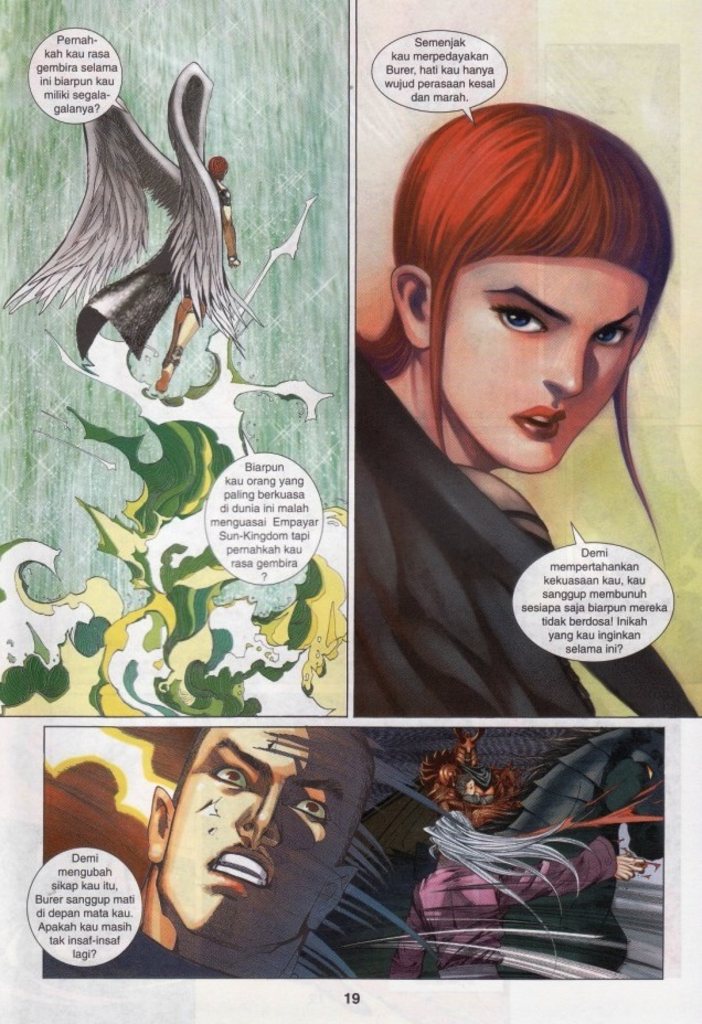 Pernah-
kah kau rasa
gembira selama
ini biarpun kau
miliki segala-
galanya?
Biarpun
kau orang yang
paling berkuasa
di dunia ini malah
menguasai Empayar
Sun-Kingdom tapi
pernahkah kau
rasa gembira
?
Semenjak
kau merpedayakan
Burer, hati kau hanya
wujud perasaan kesal
dan marah.
Demi
mempertahankan
kekuasaan kau, kau
sanggup membunuh
sesiapa saja biarpun mereka
tidak berdosa! Inikah
yang kau inginkan
selama ini?
Demi
mengubah
sikap kau itu,
Burer sanggup mati
di depan mata kau.
Apakah kau masih
tak insaf-insaf
lagi?
19